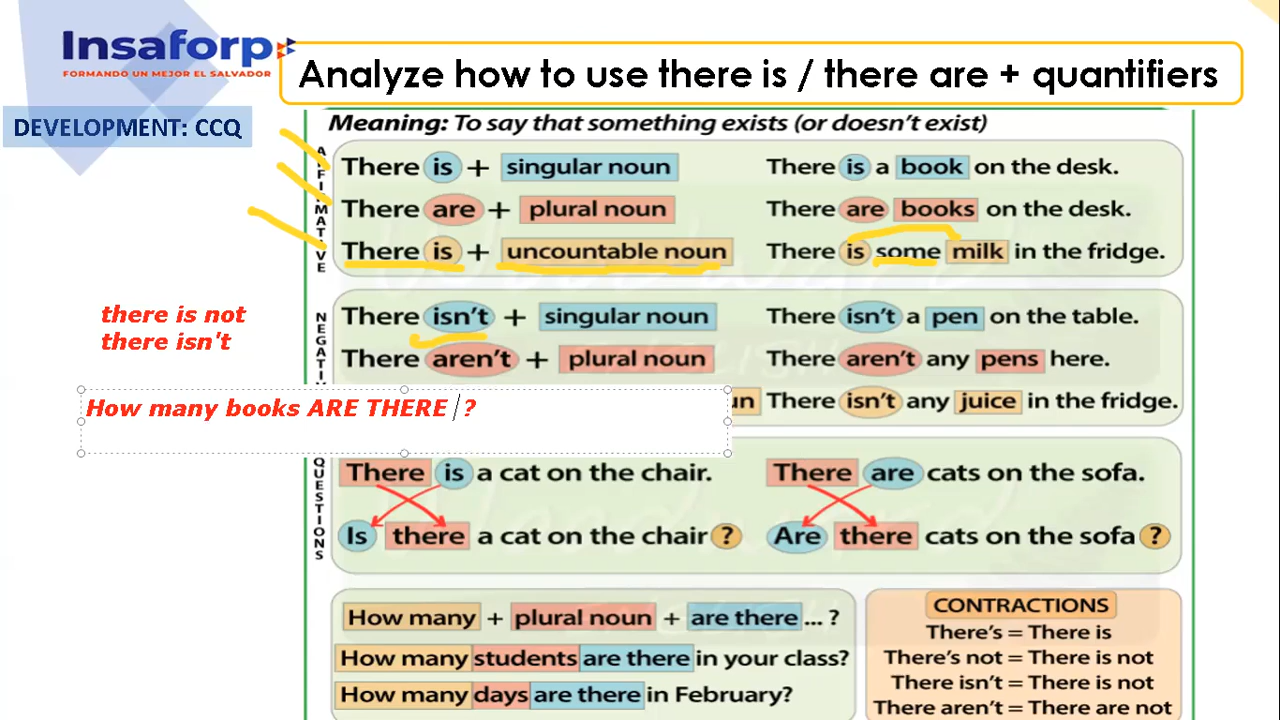 Insaforp
FORMANDO UN MEJOR EL SALVADOR
Analyze how to use there is / there are + quantifiers
DEVELOPMENT: CCQ
Meaning: To say that something exists (or doesn't exist)
AFFIRMATIVE
There is + singular noun There is a book on the desk.
There are + plural noun There are books on the desk.
There is + uncountable noun There is some milk in the fridge.
there is not
there isn't
NEGATIV
There isn't + singular noun There isn't a pen on the table.
There aren't + plural noun There aren't any pens here.
How many books ARE THERE ?
un There isn't any juice in the fridge.
QUESTIONS
There is a cat on the chair. There are cats on the sofa.
Is there a cat on the chair ? Are there cats on the sofa ?
How many + plural noun + are there ... ?
How many students are there in your class?
How many days are there in February?
CONTRACTIONS
There's = There is
There's not = There is not
There isn't = There is not
There aren't = There are not